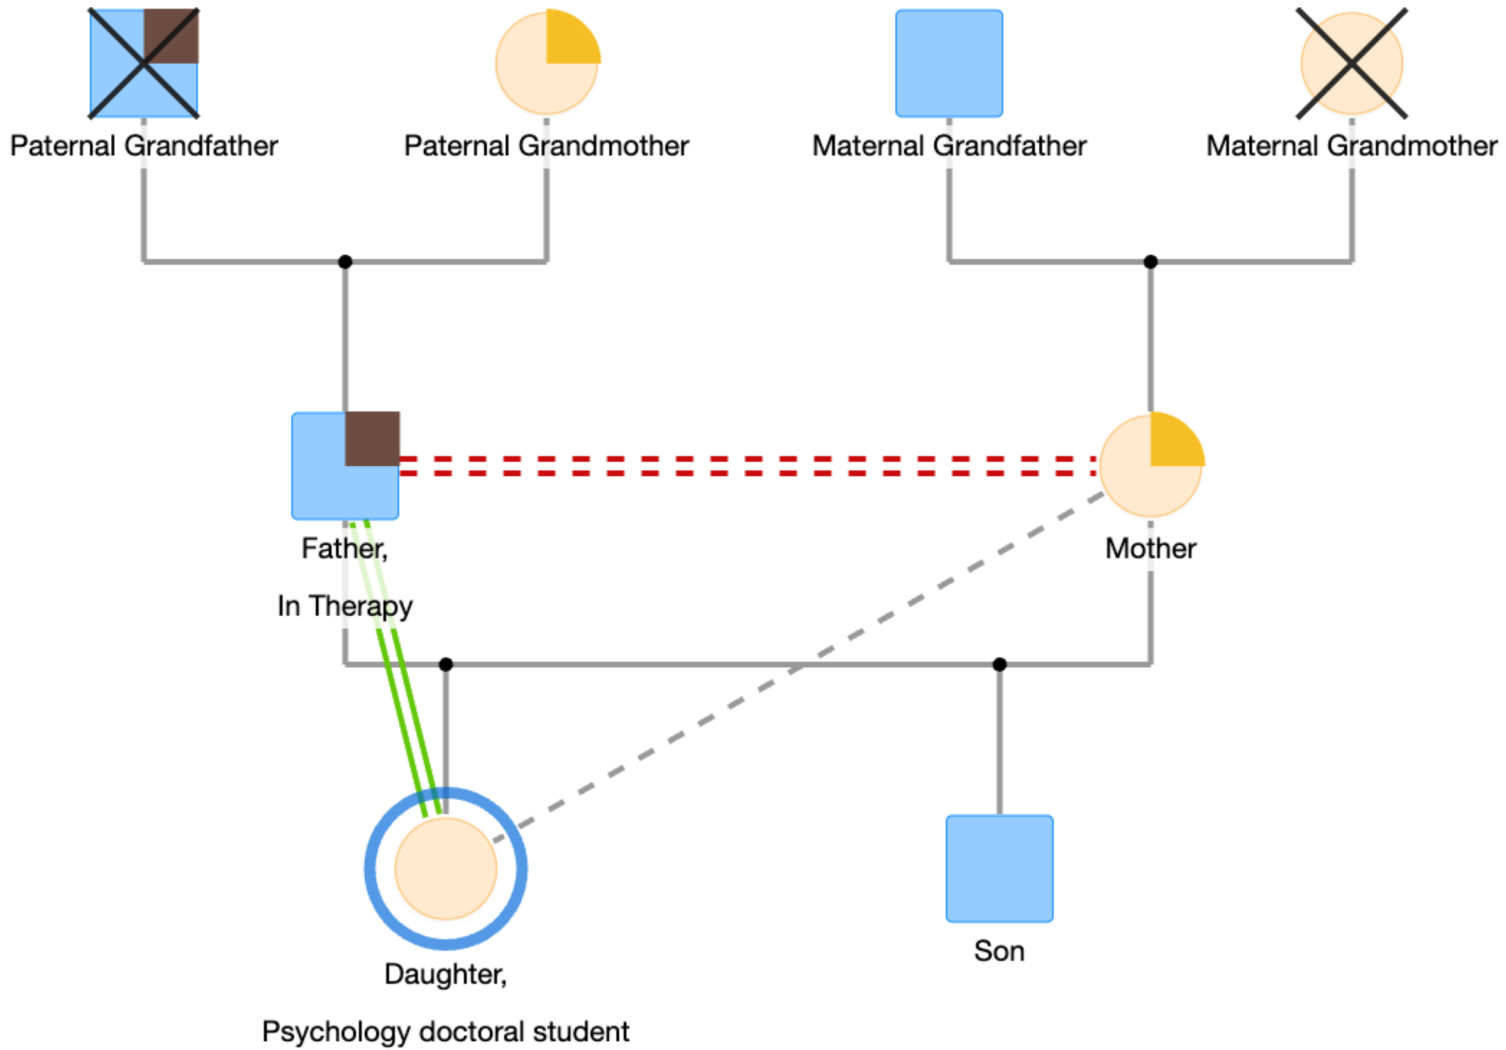 Paternal Grandfather
Paternal Grandmother
Maternal Grandfather
Maternal Grandmother
Father,
In Therapy
Mother
Daughter,
Psychology doctoral student
Son